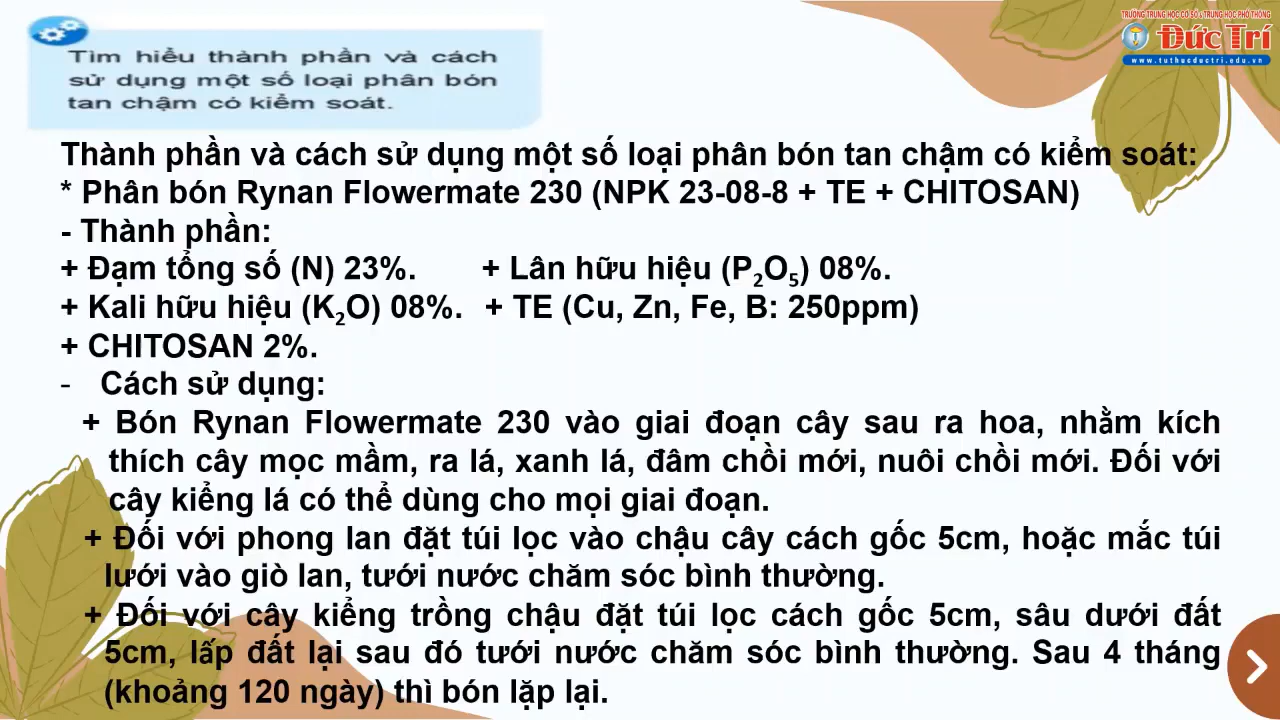 TRƯỜNG TRUNG HỌC CƠ SỞ & TRUNG HỌC PHỔ THÔNG
ĐỨC TRÍ
www.tuthucductri.edu.vn
Tìm hiểu thành phần và cách
sử dụng một số loại phân bón
tan chậm có kiểm soát.
Thành phần và cách sử dụng một số loại phân bón tan chậm có kiểm soát:
* Phân bón Rynan Flowermate 230 (NPK 23-08-8 + TE + CHITOSAN)
- Thành phần:
+ Đạm tổng số (N) 23%. + Lân hữu hiệu (P₂O₅) 08%.
+ Kali hữu hiệu (K₂O) 08%. + TE (Cu, Zn, Fe, B: 250ppm)
+ CHITOSAN 2%.
- Cách sử dụng:
+ Bón Rynan Flowermate 230 vào giai đoạn cây sau ra hoa, nhằm kích
thích cây mọc mầm, ra lá, xanh lá, đâm chồi mới, nuôi chồi mới. Đối với
cây kiểng lá có thể dùng cho mọi giai đoạn.
+ Đối với phong lan đặt túi lọc vào chậu cây cách gốc 5cm, hoặc mắc túi
lưới vào giò lan, tưới nước chăm sóc bình thường.
+ Đối với cây kiểng trồng chậu đặt túi lọc cách gốc 5cm, sâu dưới đất
5cm, lấp đất lại sau đó tưới nước chăm sóc bình thường. Sau 4 tháng
(khoảng 120 ngày) thì bón lặp lại.